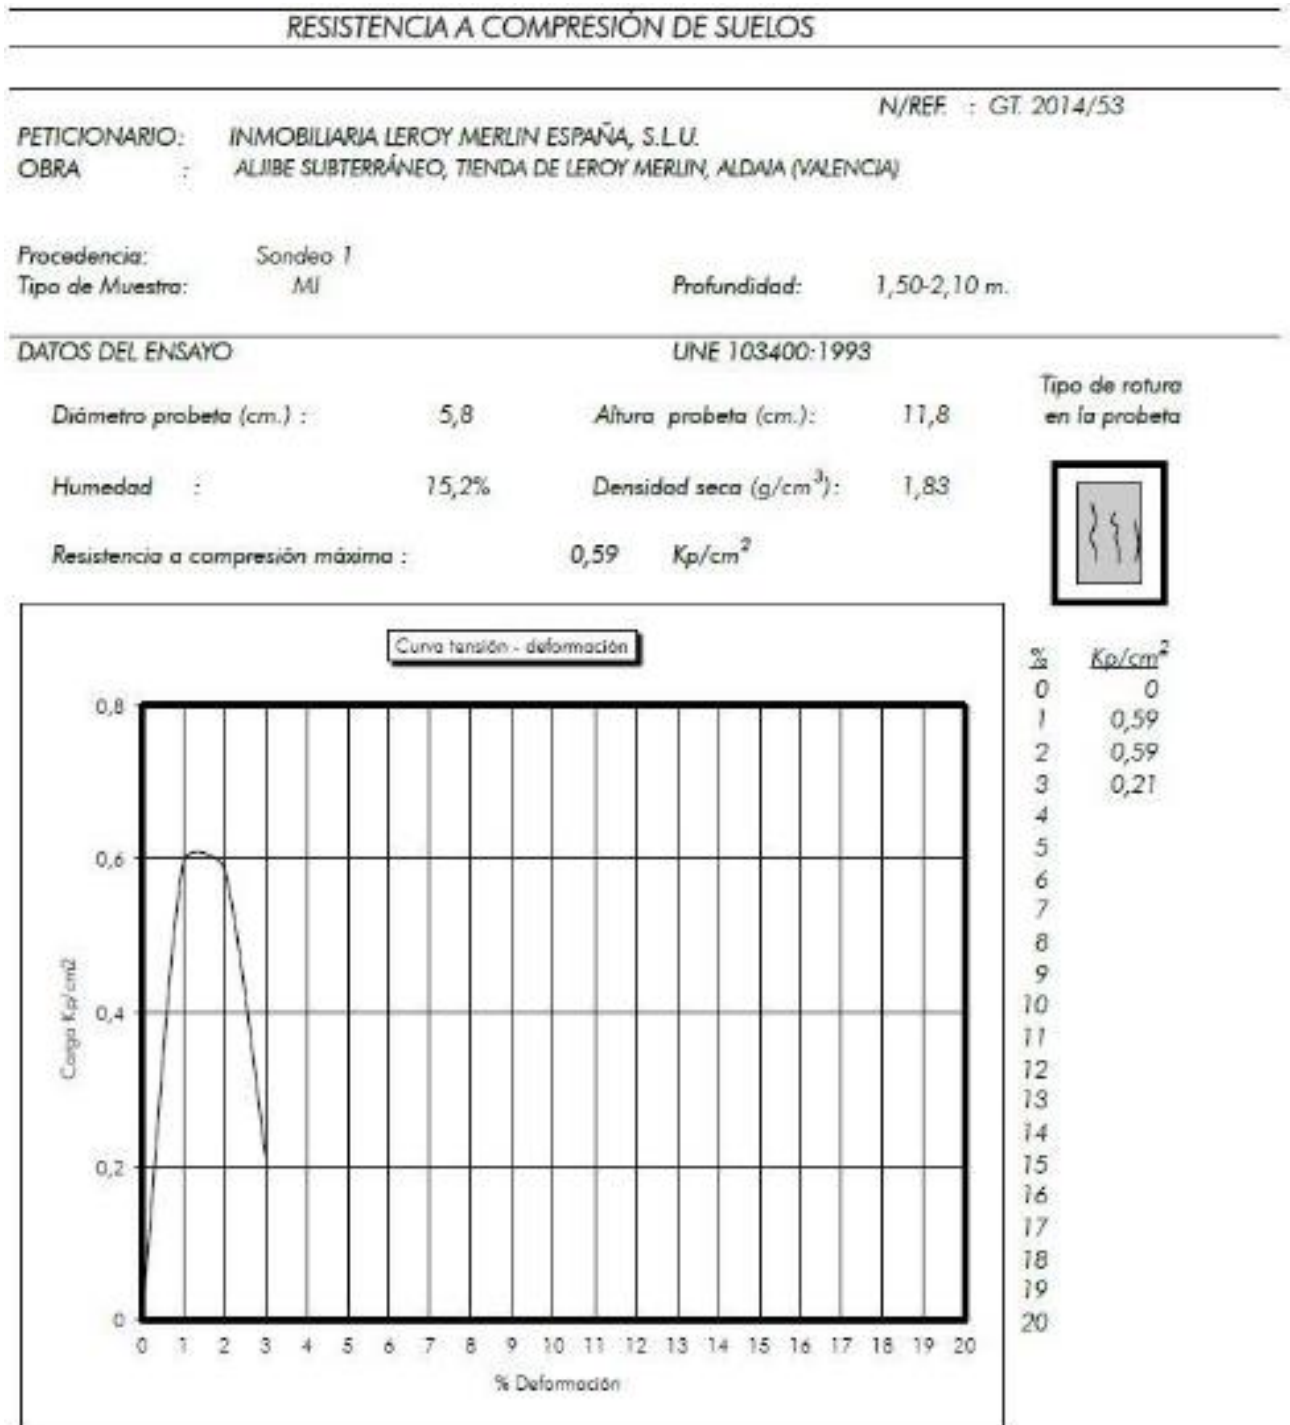 RESISTENCIA A COMPRESIÓN DE SUELOS
N/REF. : GT. 2014/53
PETICIONARIO: INMOBILIARIA LEROY MERLIN ESPAÑA, S.L.U.
OBRA : ALJIBE SUBTERRÁNEO, TIENDA DE LEROY MERLIN, ALDAIA (VALENCIA)
Procedencia: Sondeo 1
Tipo de Muestra: MI Profundidad: 1,50-2,10 m.
DATOS DEL ENSAYO UNE 103400:1993
Tipo de rotura
en la probeta
Diámetro probeta (cm.) : 5,8 Altura probeta (cm.): 11,8
Humedad : 15,2% Densidad seca (g/cm³): 1,83
Resistencia a compresión máxima : 0,59 Kp/cm²
Curva tensión - deformación
% Kp/cm²
0 0
1 0,59
2 0,59
3 0,21
4
5
6
7
8
9
10
11
12
13
14
15
16
17
18
19
20
0,8
0,6
0,4
0,2
0
Carga Kp/cm2
0 1 2 3 4 5 6 7 8 9 10 11 12 13 14 15 16 17 18 19 20
% Deformación